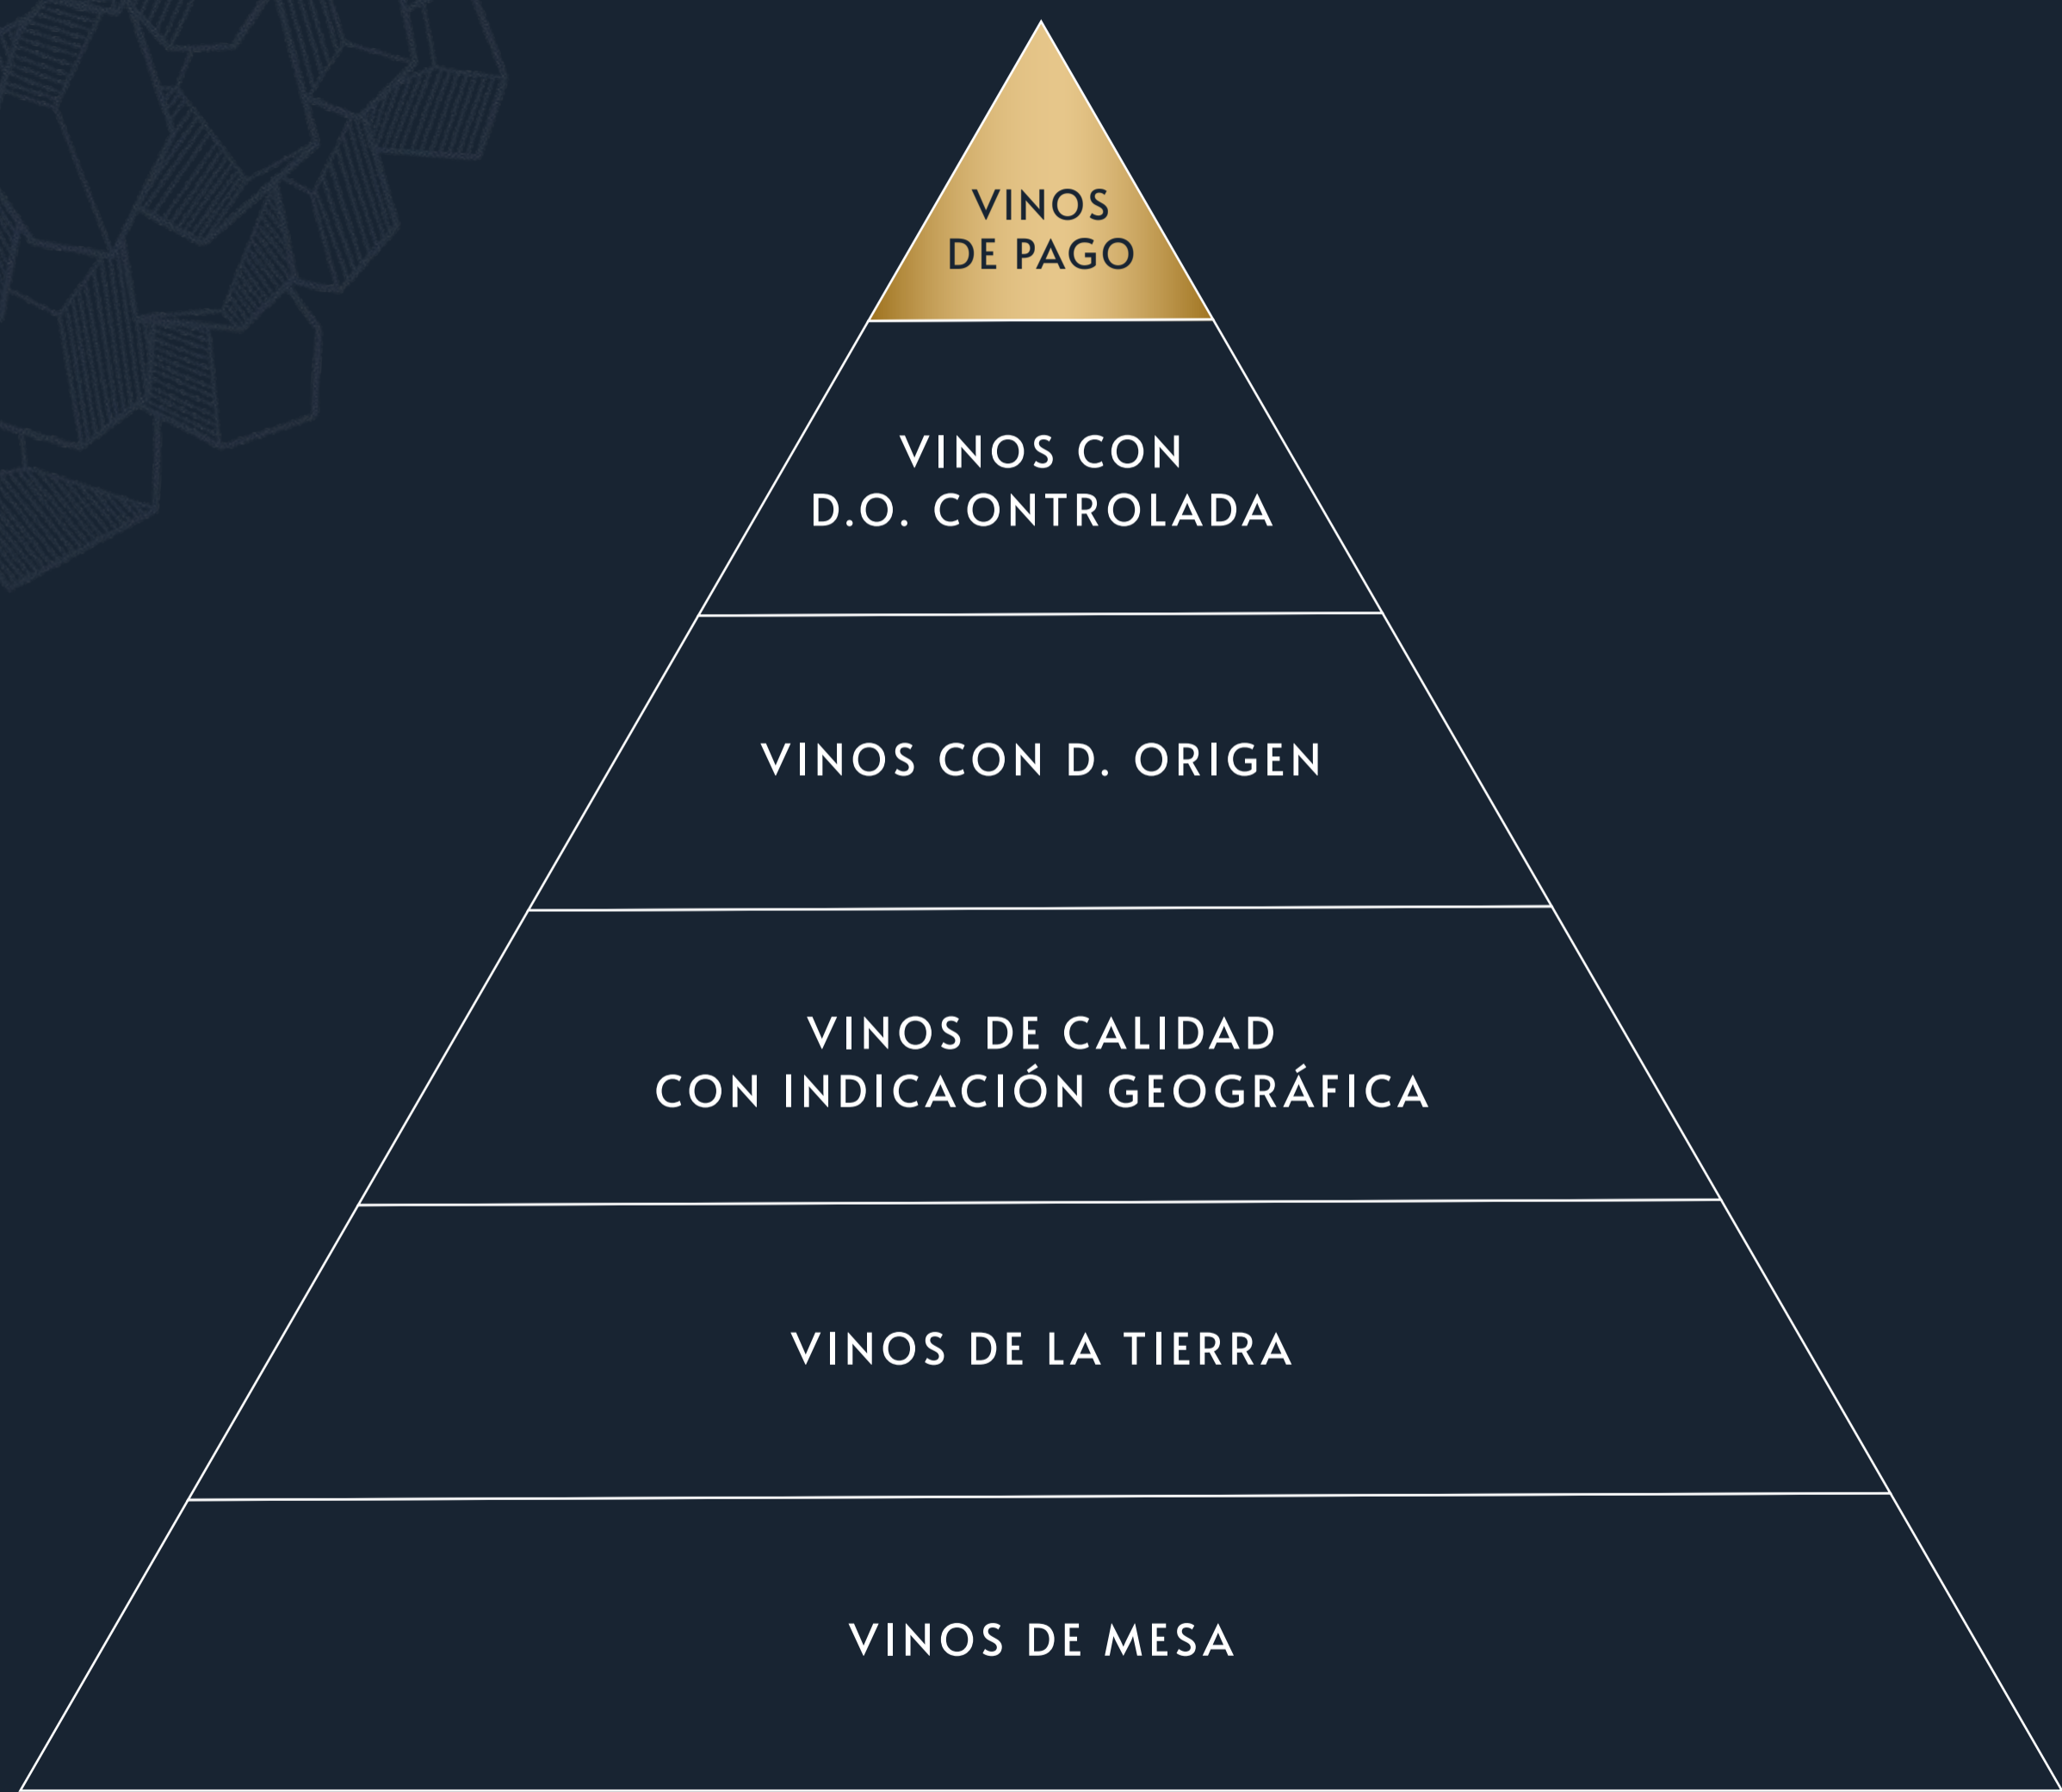 VINOS
DE PAGO
VINOS CON
D.O. CONTROLADA
VINOS CON D. ORIGEN
VINOS DE CALIDAD
CON INDICACIÓN GEOGRÁFICA
VINOS DE LA TIERRA
VINOS DE MESA